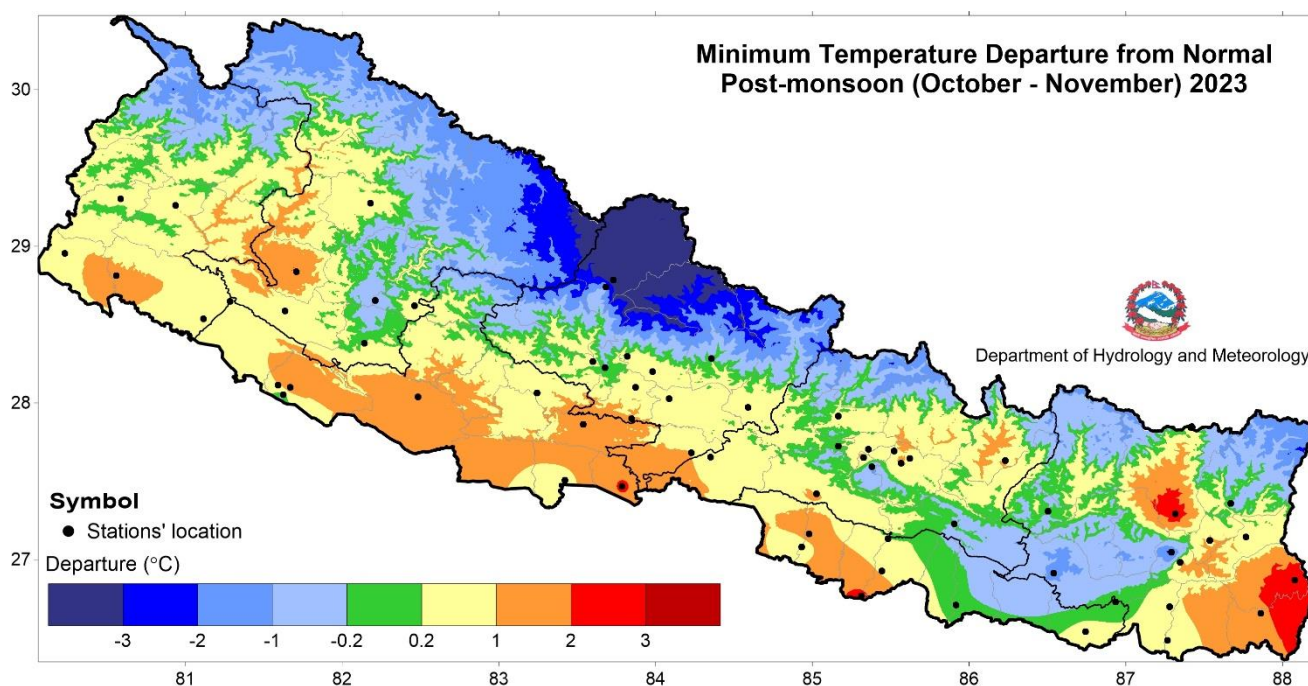 Minimum Temperature Departure from Normal
Post-monsoon (October - November) 2023
30
29
28
27
Department of Hydrology and Meteorology
Symbol
Stations' location
Departure (°C)
-3 -2 -1 -0.2 0.2 1 2 3
81 82 83 84 85 86 87 88